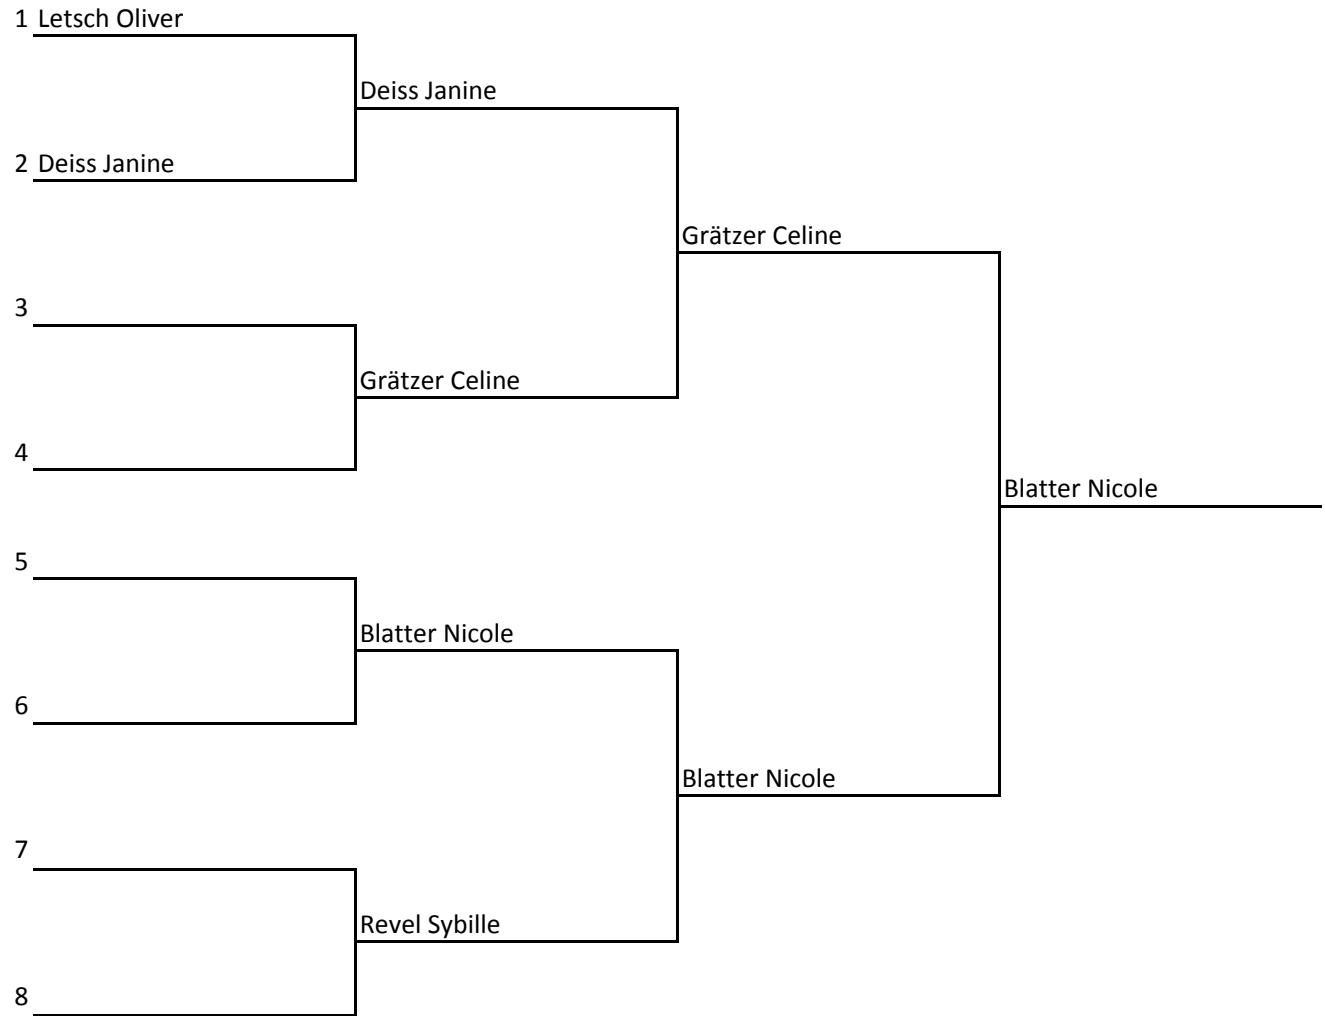 1 Letsch Oliver
Deiss Janine
2 Deiss Janine
Grätzer Celine
3
Grätzer Celine
4
Blatter Nicole
5
Blatter Nicole
6
Blatter Nicole
7
Revel Sybille
8